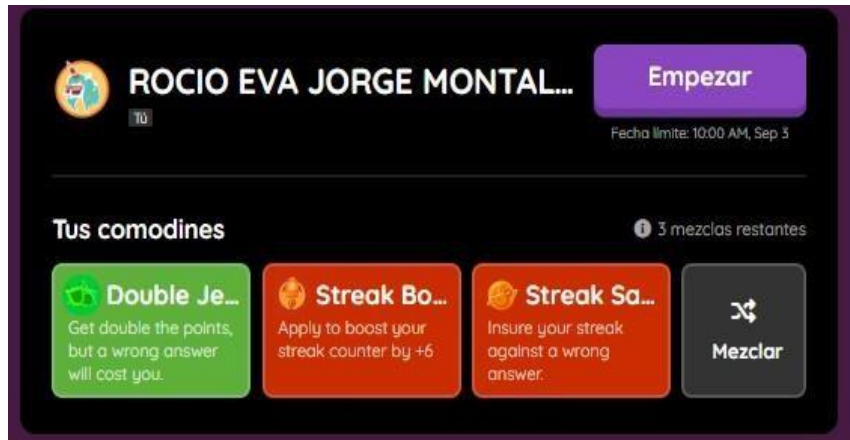 ROCIO EVA JORGE MONTAL...
Tú
Empezar
Fecha límite: 10:00 AM, Sep 3
Tus comodines
3 mezclas restantes
Double Je...
Get double the points,
but a wrong answer
will cost you.
Streak Bo...
Apply to boost your
streak counter by +6
Streak Sa...
Insure your streak
against a wrong
answer.
Mezclar